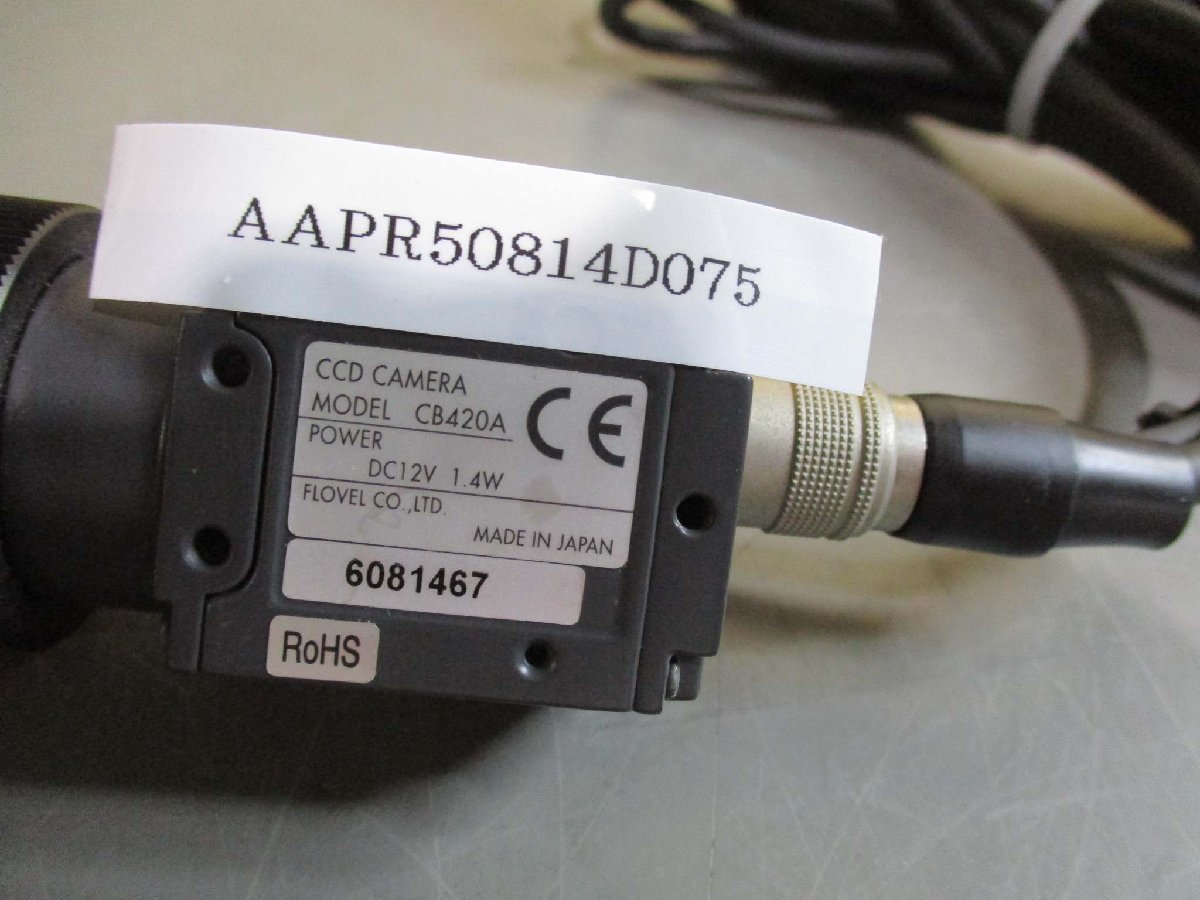 AAPR50814D075
CCD CAMERA
MODEL CB420A
CE
POWER
DC12V 1.4W
FLOVEL CO.,LTD.
MADE IN JAPAN
6081467
RoHS